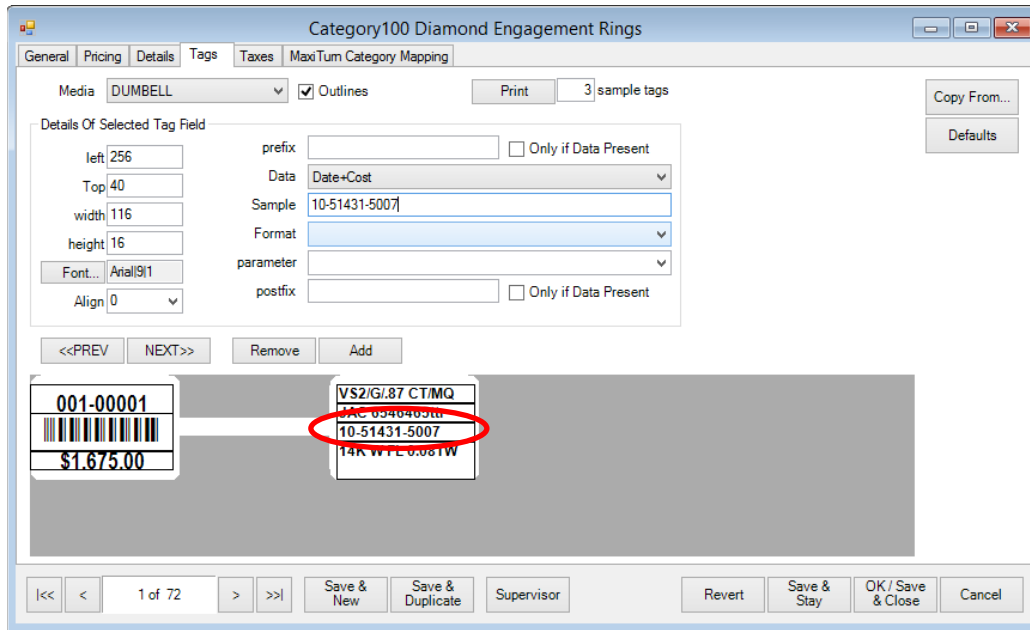 Category100 Diamond Engagement Rings
General Pricing Details Tags Taxes MaxiTurn Category Mapping
Media DUMBELL Outlines Print 3 sample tags
Copy From...
Defaults
Details Of Selected Tag Field
left 256
Top 40
width 116
height 16
Font... Arial|9|1
Align 0
prefix Only if Data Present
Data Date+Cost
Sample 10-51431-5007
Format
parameter
postfix Only if Data Present
<<PREV NEXT>> Remove Add
001-00001
$1,675.00
VS2/G/.87 CT/MQ
JAC
10-51431-5007
14K
1 of 72
|<< < > >>| Save & New Save & Duplicate Supervisor Revert Save & Stay OK / Save & Close Cancel